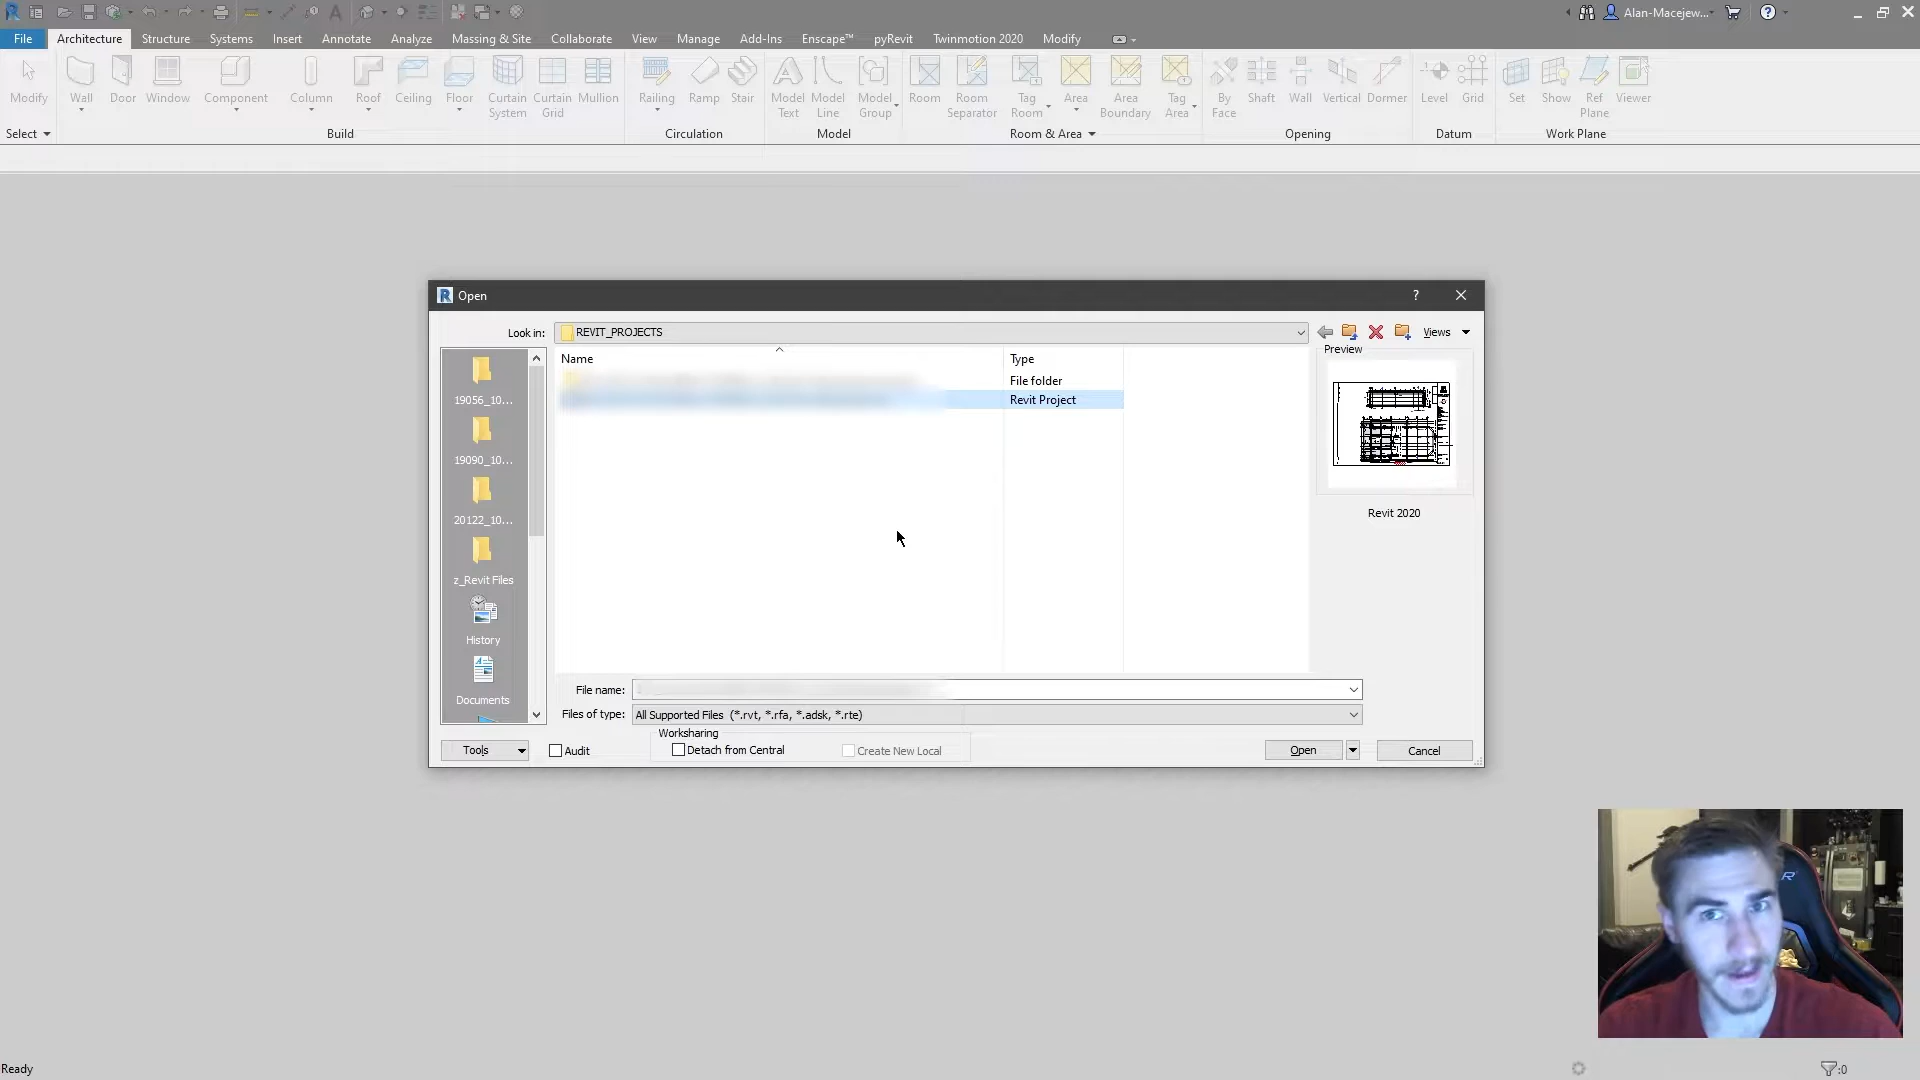 Alan-Macejew...
File Architecture Structure Systems Insert Annotate Analyze Massing & Site Collaborate View Manage Add-Ins Enscape™ pyRevit Twinmotion 2020 Modify
Modify Wall Door Window Component Column Roof Ceiling Floor Curtain System Curtain Grid Mullion Railing Ramp Stair Model Text Model Line Model Group Room Room Separator Tag Room Area Area Boundary Tag Area By Face Shaft Wall Vertical Dormer Level Grid Set Show Ref Plane Viewer
Select Build Circulation Model Room & Area Opening Datum Work Plane
Open
Look in: REVIT_PROJECTS Views
Name Type Preview
File folder
Revit Project
19056_10...
19090_10...
20122_10...
z_Revit Files
History
Documents
Revit 2020
File name:
Files of type: All Supported Files (*.rvt, *.rfa, *.adsk, *.rte)
Worksharing
Tools Audit Detach from Central Create New Local Open Cancel
Ready :0